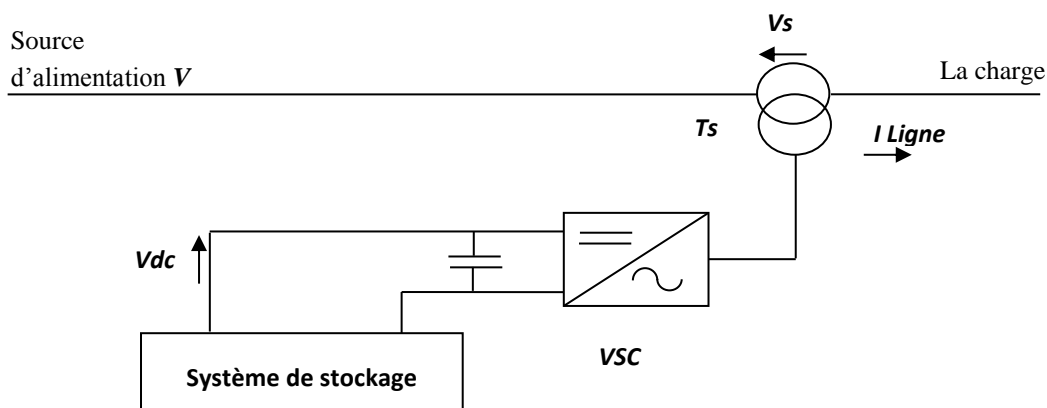 Source
d’alimentation V
Vs
La charge
Ts
I Ligne
Vdc
VSC
Système de stockage